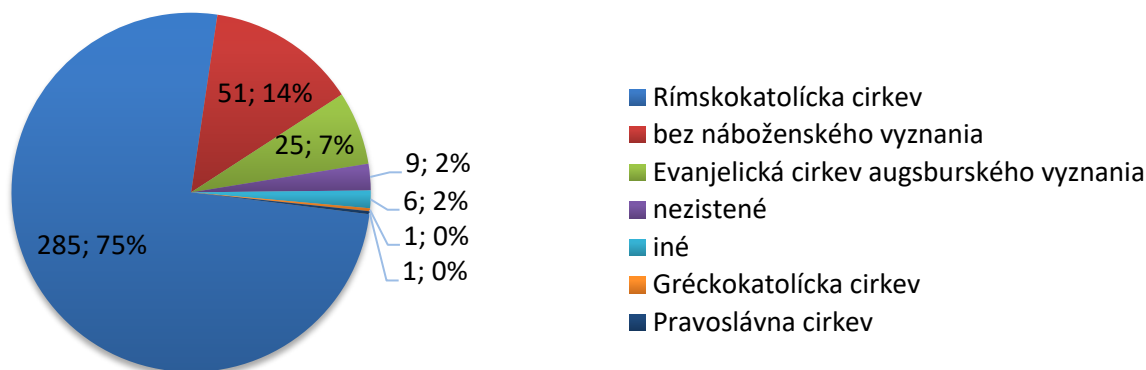 51; 14%
25; 7%
9; 2%
6; 2%
1; 0%
1; 0%
285; 75%
Rímskokatolícka cirkev
bez náboženského vyznania
Evanjelická cirkev augsburského vyznania
nezistené
iné
Gréckokatolícka cirkev
Pravoslávna cirkev